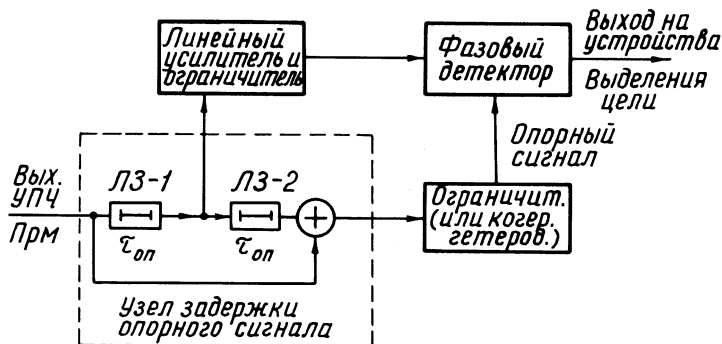 Линейный
усилитель и
ограничитель
Фазовый
детектор
Выход на
устройства
Выделения
цели
Опорный
сигнал
Вых.
УПЧ
Прм
ЛЗ-1
ЛЗ-2
τоп
τоп
+
Ограничит.
(или когер.
гетерод.)
Узел задержки
опорного сигнала